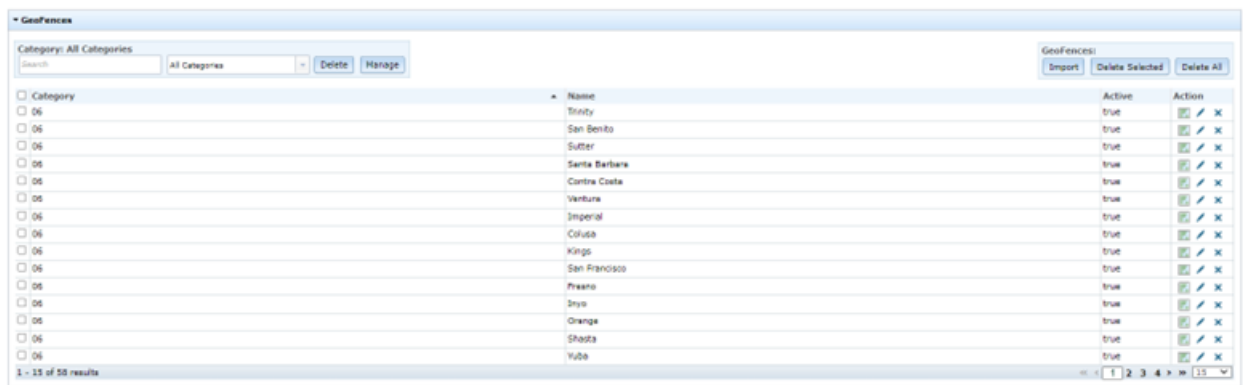 GeoFences
Category: All Categories
Search All Categories Delete Manage
GeoFences:
Import Delete Selected Delete All
Category Name Active Action
06 Trinity true
06 San Benito true
06 Sutter true
06 Santa Barbara true
06 Contra Costa true
06 Ventura true
06 Imperial true
06 Colusa true
06 Kings true
06 San Francisco true
06 Fresno true
06 Inyo true
06 Orange true
06 Shasta true
06 Yuba true
1 - 15 of 58 results 1 2 3 4 15